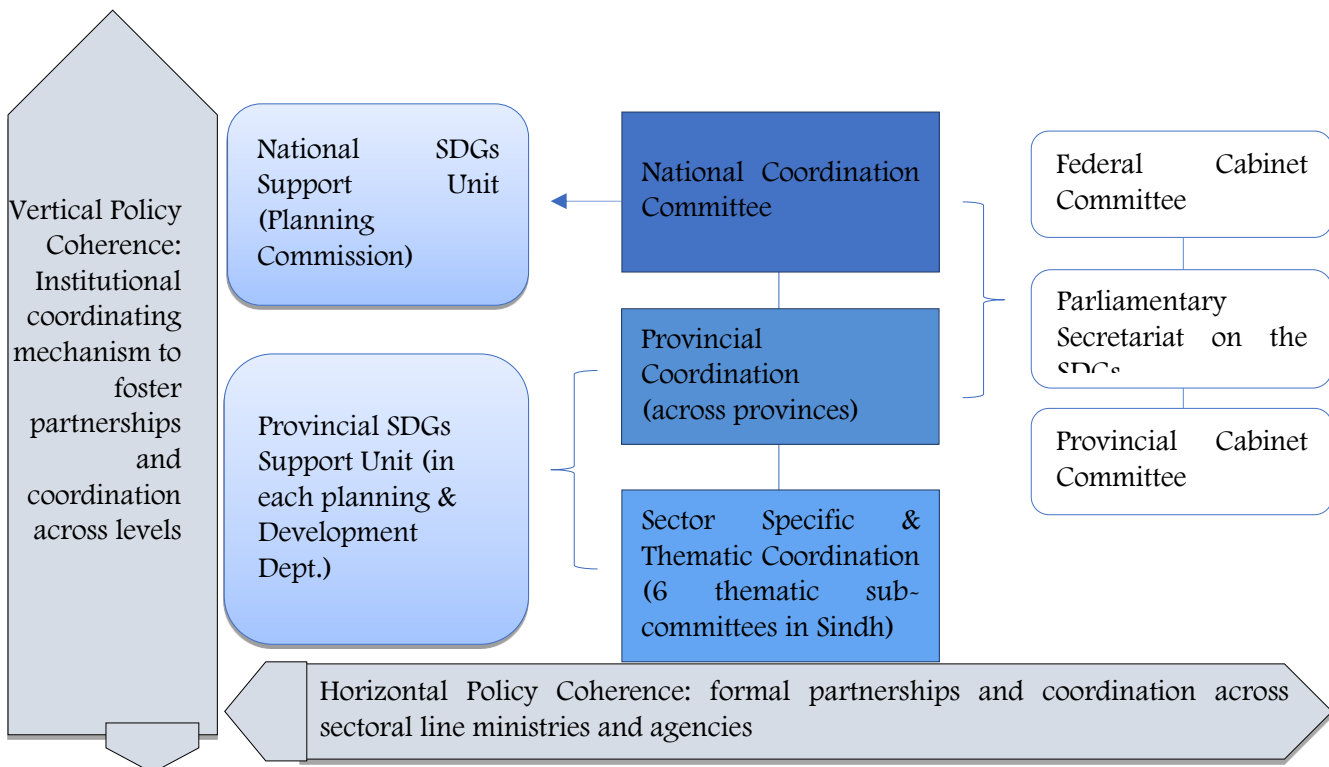 Vertical Policy
Coherence:
Institutional
coordinating
mechanism to
foster
partnerships
and
coordination
across levels
National SDGs
Support Unit
(Planning
Commission)
Provincial SDGs
Support Unit (in
each planning &
Development
Dept.)
National Coordination
Committee
Provincial
Coordination
(across provinces)
Sector Specific &
Thematic Coordination
(6 thematic sub-
committees in Sindh)
Federal Cabinet
Committee
Parliamentary
Secretariat on the
SDGs
Provincial Cabinet
Committee
Horizontal Policy Coherence: formal partnerships and coordination across
sectoral line ministries and agencies